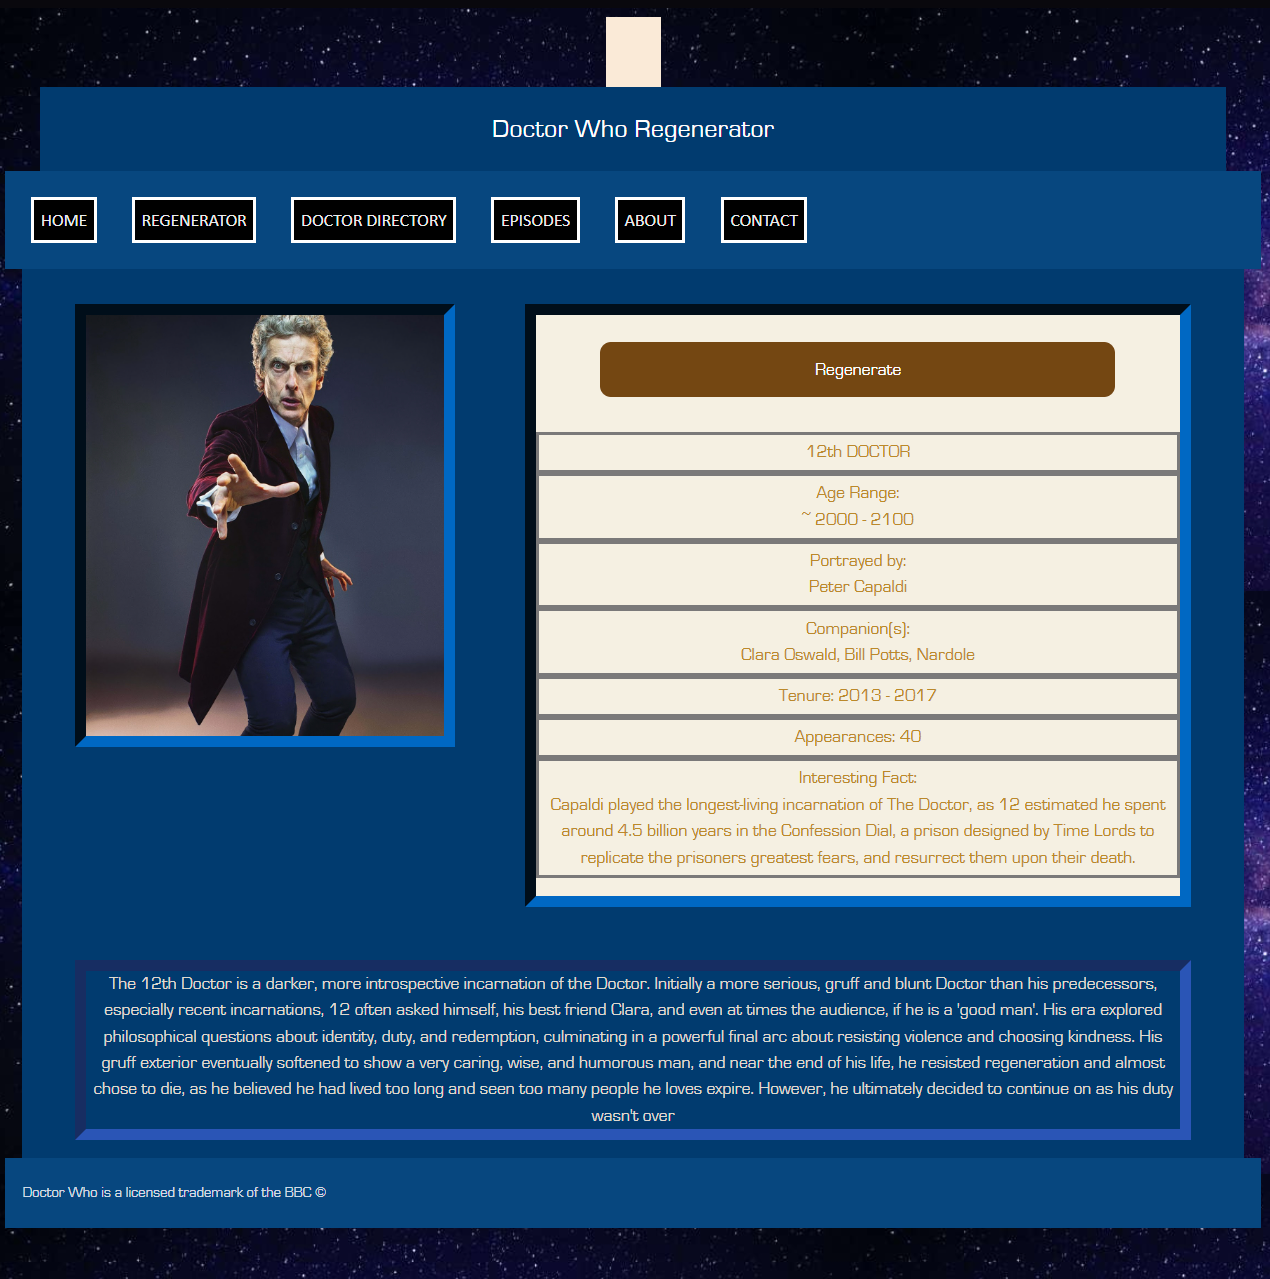 Doctor Who Regenerator
HOME
REGENERATOR
DOCTOR DIRECTORY
EPISODES
ABOUT
CONTACT
Regenerate
12th DOCTOR
Age Range:
~ 2000 - 2100
Portrayed by:
Peter Capaldi
Companion(s):
Clara Oswald, Bill Potts, Nardole
Tenure: 2013 - 2017
Appearances: 40
Interesting Fact:
Capaldi played the longest-living incarnation of The Doctor, as 12 estimated he spent
around 4.5 billion years in the Confession Dial, a prison designed by Time Lords to
replicate the prisoners greatest fears, and resurrect them upon their death.
The 12th Doctor is a darker, more introspective incarnation of the Doctor. Initially a more serious, gruff and blunt Doctor than his predecessors,
especially recent incarnations, 12 often asked himself, his best friend Clara, and even at times the audience, if he is a 'good man'. His era explored
philosophical questions about identity, duty, and redemption, culminating in a powerful final arc about resisting violence and choosing kindness. His
gruff exterior eventually softened to show a very caring, wise, and humorous man, and near the end of his life, he resisted regeneration and almost
chose to die, as he believed he had lived too long and seen too many people he loves expire. However, he ultimately decided to continue on as his duty
wasn't over
Doctor Who is a licensed trademark of the BBC ©